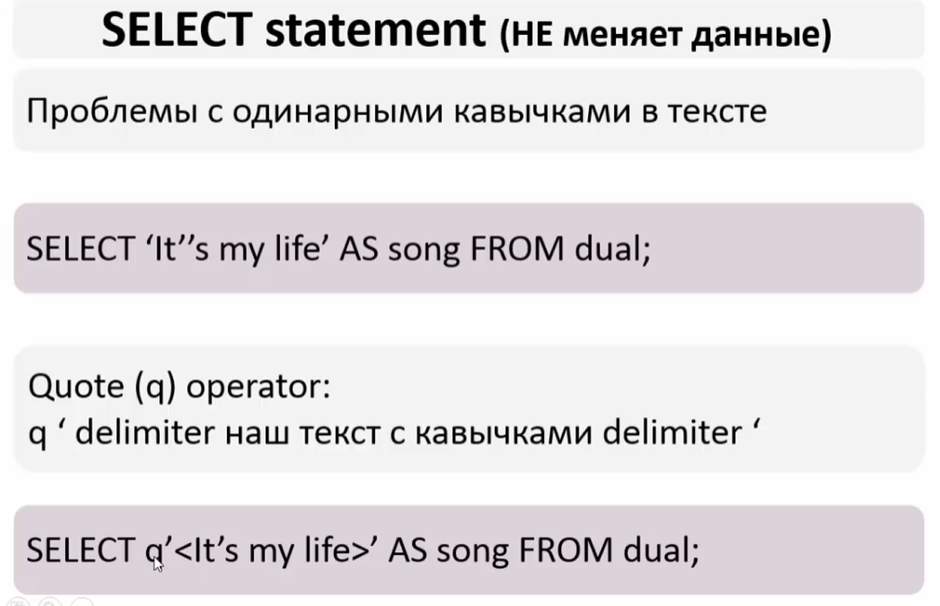 SELECT statement (НЕ меняет данные)
Проблемы с одинарными кавычками в тексте
SELECT ‘It’’s my life’ AS song FROM dual;
Quote (q) operator:
q ‘ delimiter наш текст с кавычками delimiter ‘
SELECT q’<It’s my life>’ AS song FROM dual;